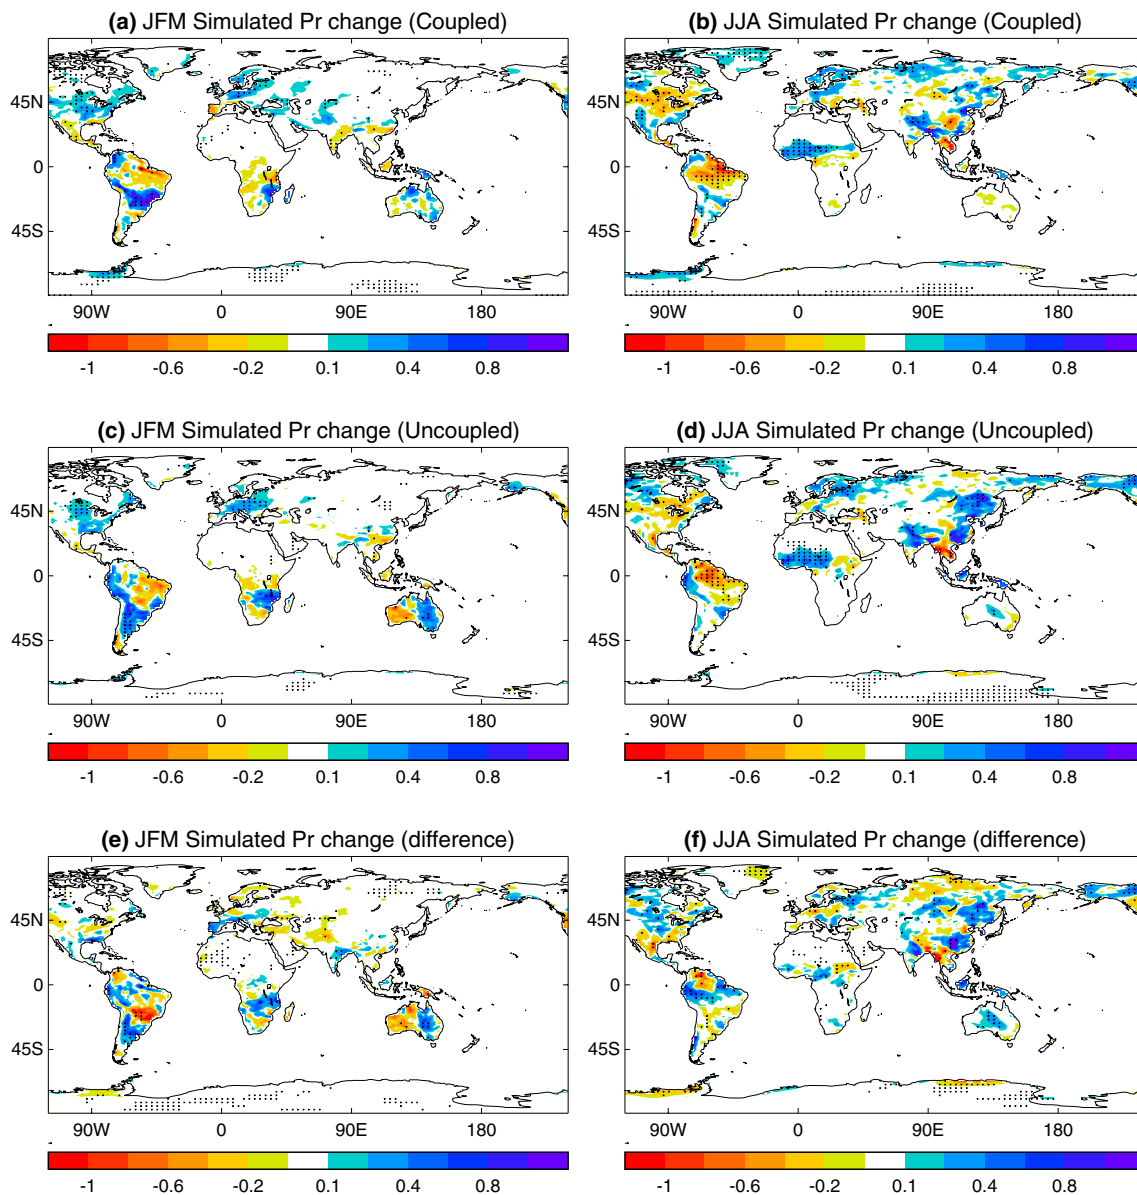 (a) JFM Simulated Pr change (Coupled)
(b) JJA Simulated Pr change (Coupled)
45N
0
45S
90W 0 90E 180
-1 -0.6 -0.2 0.1 0.4 0.8
45N
0
45S
90W 0 90E 180
-1 -0.6 -0.2 0.1 0.4 0.8
(c) JFM Simulated Pr change (Uncoupled)
(d) JJA Simulated Pr change (Uncoupled)
45N
0
45S
90W 0 90E 180
-1 -0.6 -0.2 0.1 0.4 0.8
45N
0
45S
90W 0 90E 180
-1 -0.6 -0.2 0.1 0.4 0.8
(e) JFM Simulated Pr change (difference)
(f) JJA Simulated Pr change (difference)
45N
0
45S
90W 0 90E 180
-1 -0.6 -0.2 0.1 0.4 0.8
45N
0
45S
90W 0 90E 180
-1 -0.6 -0.2 0.1 0.4 0.8